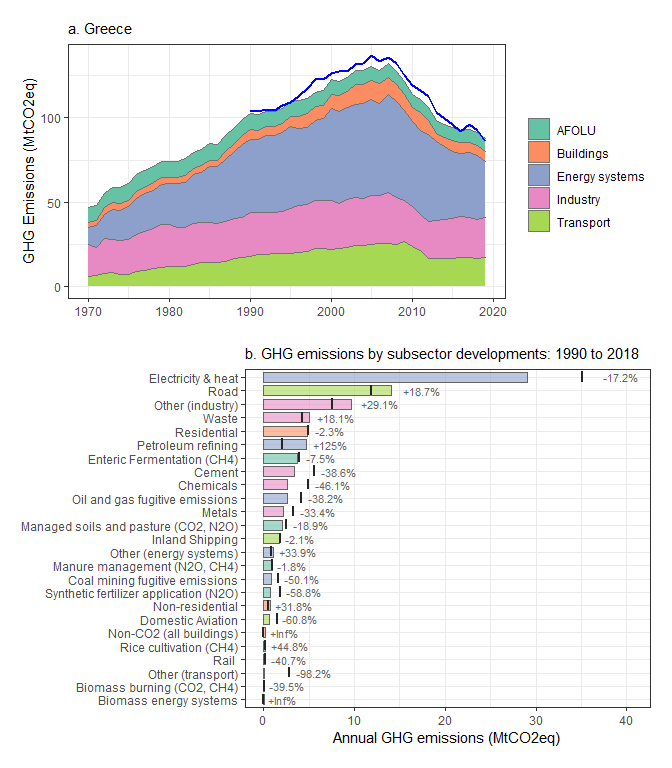 a. Greece
GHG Emissions (MtCO2eq)
100
50
0
1970
1980
1990
2000
2010
2020
AFOLU
Buildings
Energy systems
Industry
Transport
b. GHG emissions by subsector developments: 1990 to 2018
Electricity & heat -17.2%
Road +18.7%
Other (industry) +29.1%
Waste +18.1%
Residential -2.3%
Petroleum refining +125%
Enteric Fermentation (CH4) -7.5%
Cement -38.6%
Chemicals -46.1%
Oil and gas fugitive emissions -38.2%
Metals -33.4%
Managed soils and pasture (CO2, N2O) -18.9%
Inland Shipping -2.1%
Other (energy systems) +33.9%
Manure management (N2O, CH4) -1.8%
Coal mining fugitive emissions -50.1%
Synthetic fertilizer application (N2O) -58.8%
Non-residential +31.8%
Domestic Aviation -60.8%
Non-CO2 (all buildings) +Inf%
Rice cultivation (CH4) +44.8%
Rail -40.7%
Other (transport) -98.2%
Biomass burning (CO2, CH4) -39.5%
Biomass energy systems +Inf%
0 10 20 30 40
Annual GHG emissions (MtCO2eq)